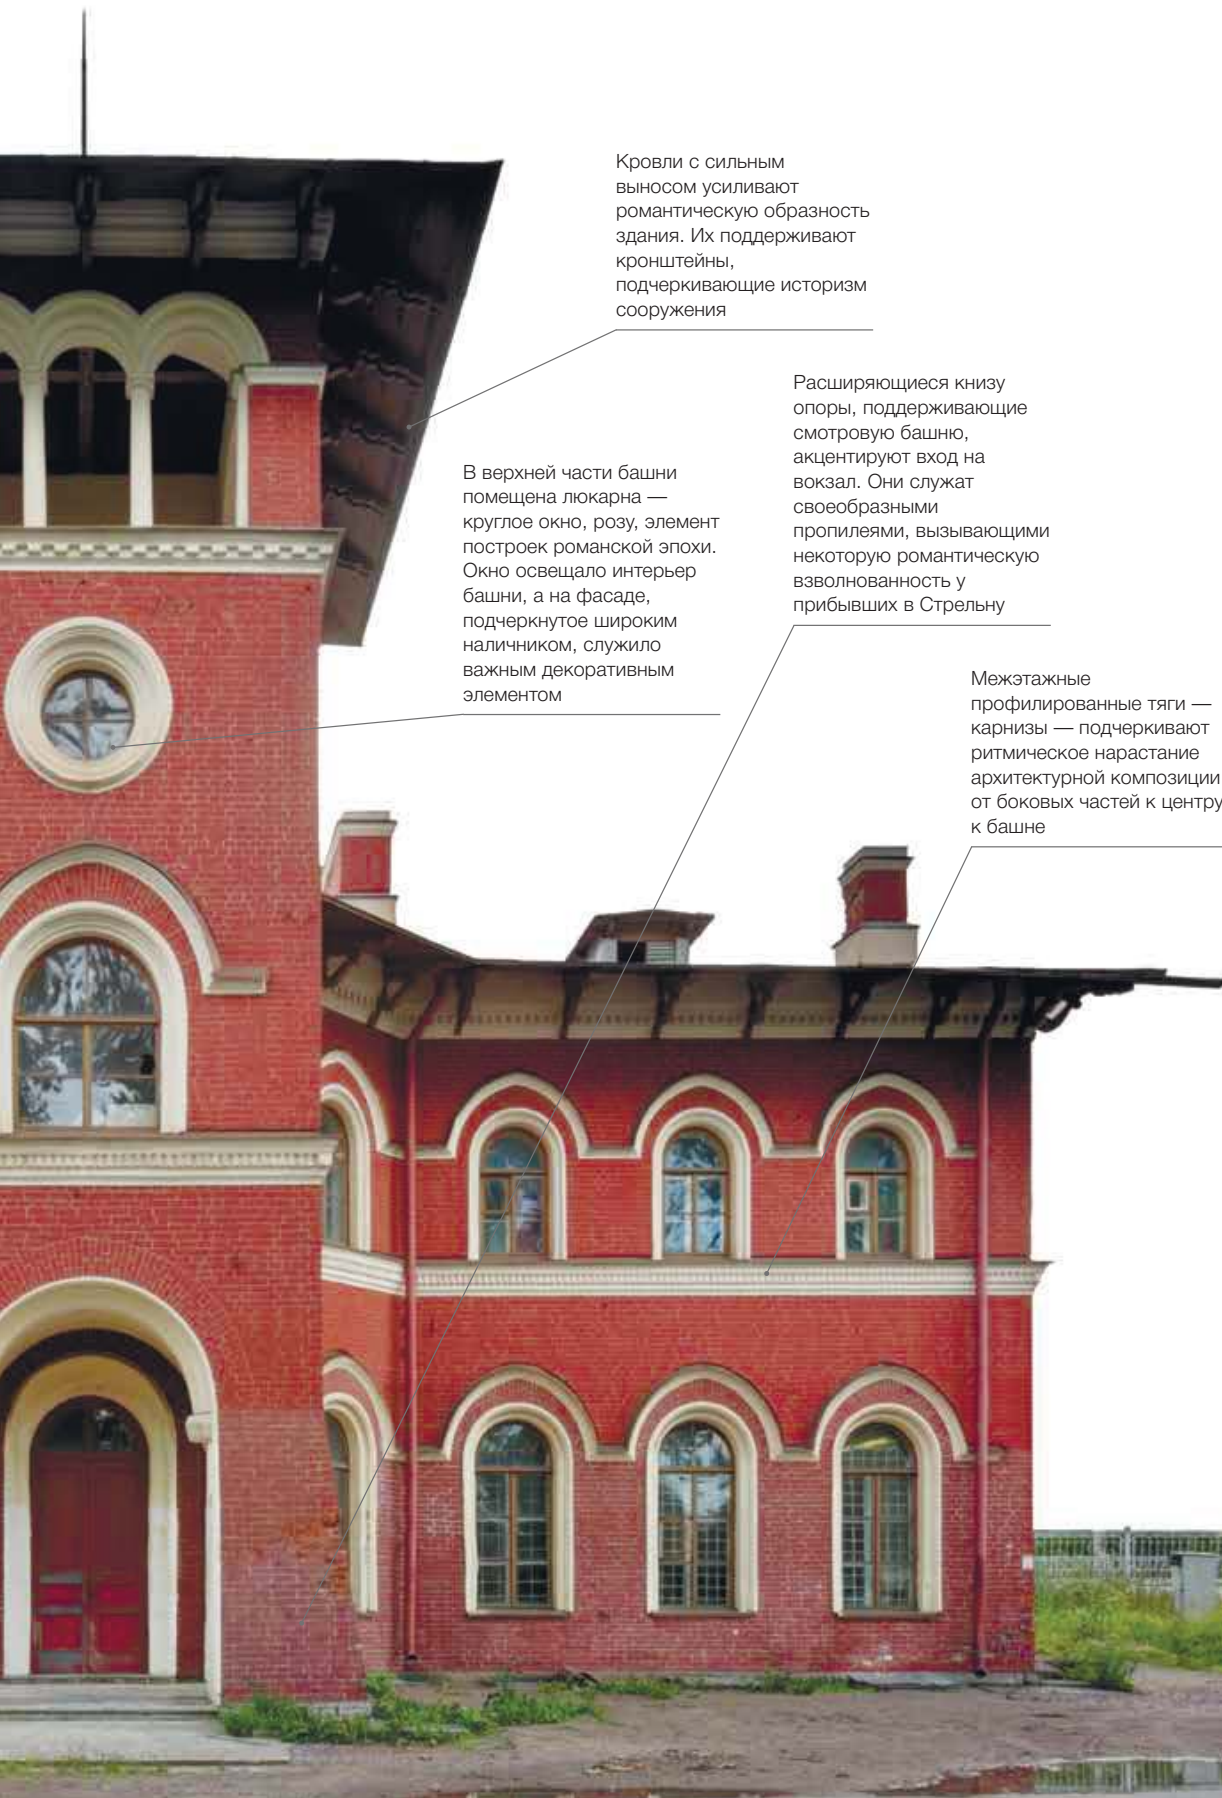 Кровли с сильным
выносом усиливают
романтическую образность
здания. Их поддерживают
кронштейны,
подчеркивающие историзм
сооружения
Расширяющиеся книзу
опоры, поддерживающие
смотровую башню,
акцентируют вход на
вокзал. Они служат
своеобразными
пропилеями, вызывающими
некоторую романтическую
взволнованность у
прибывших в Стрельну
В верхней части башни
помещена люкарна —
круглое окно, розу, элемент
построек романской эпохи.
Окно освещало интерьер
башни, а на фасаде,
подчеркнутое широким
наличником, служило
важным декоративным
элементом
Межэтажные
профилированные тяги —
карнизы — подчеркивают
ритмическое нарастание
архитектурной композиции
от боковых частей к центру
к башне